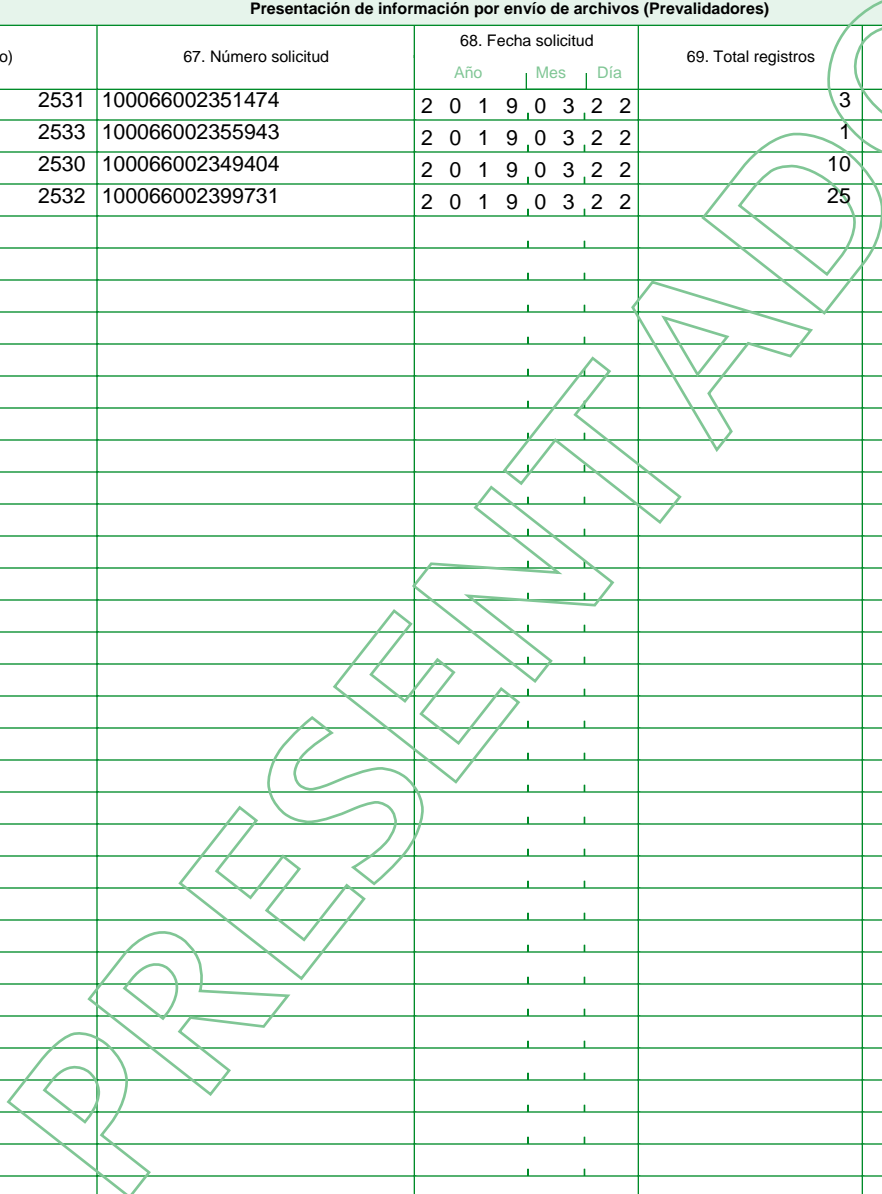 Presentación de información por envío de archivos (Prevalidadores)
o) 67. Número solicitud 68. Fecha solicitud 69. Total registros
Año Mes Día
2531 100066002351474 2 0 1 9 0 3 2 2 3
2533 100066002355943 2 0 1 9 0 3 2 2 1
2530 100066002349404 2 0 1 9 0 3 2 2 10
2532 100066002399731 2 0 1 9 0 3 2 2 25
PRESENTADO